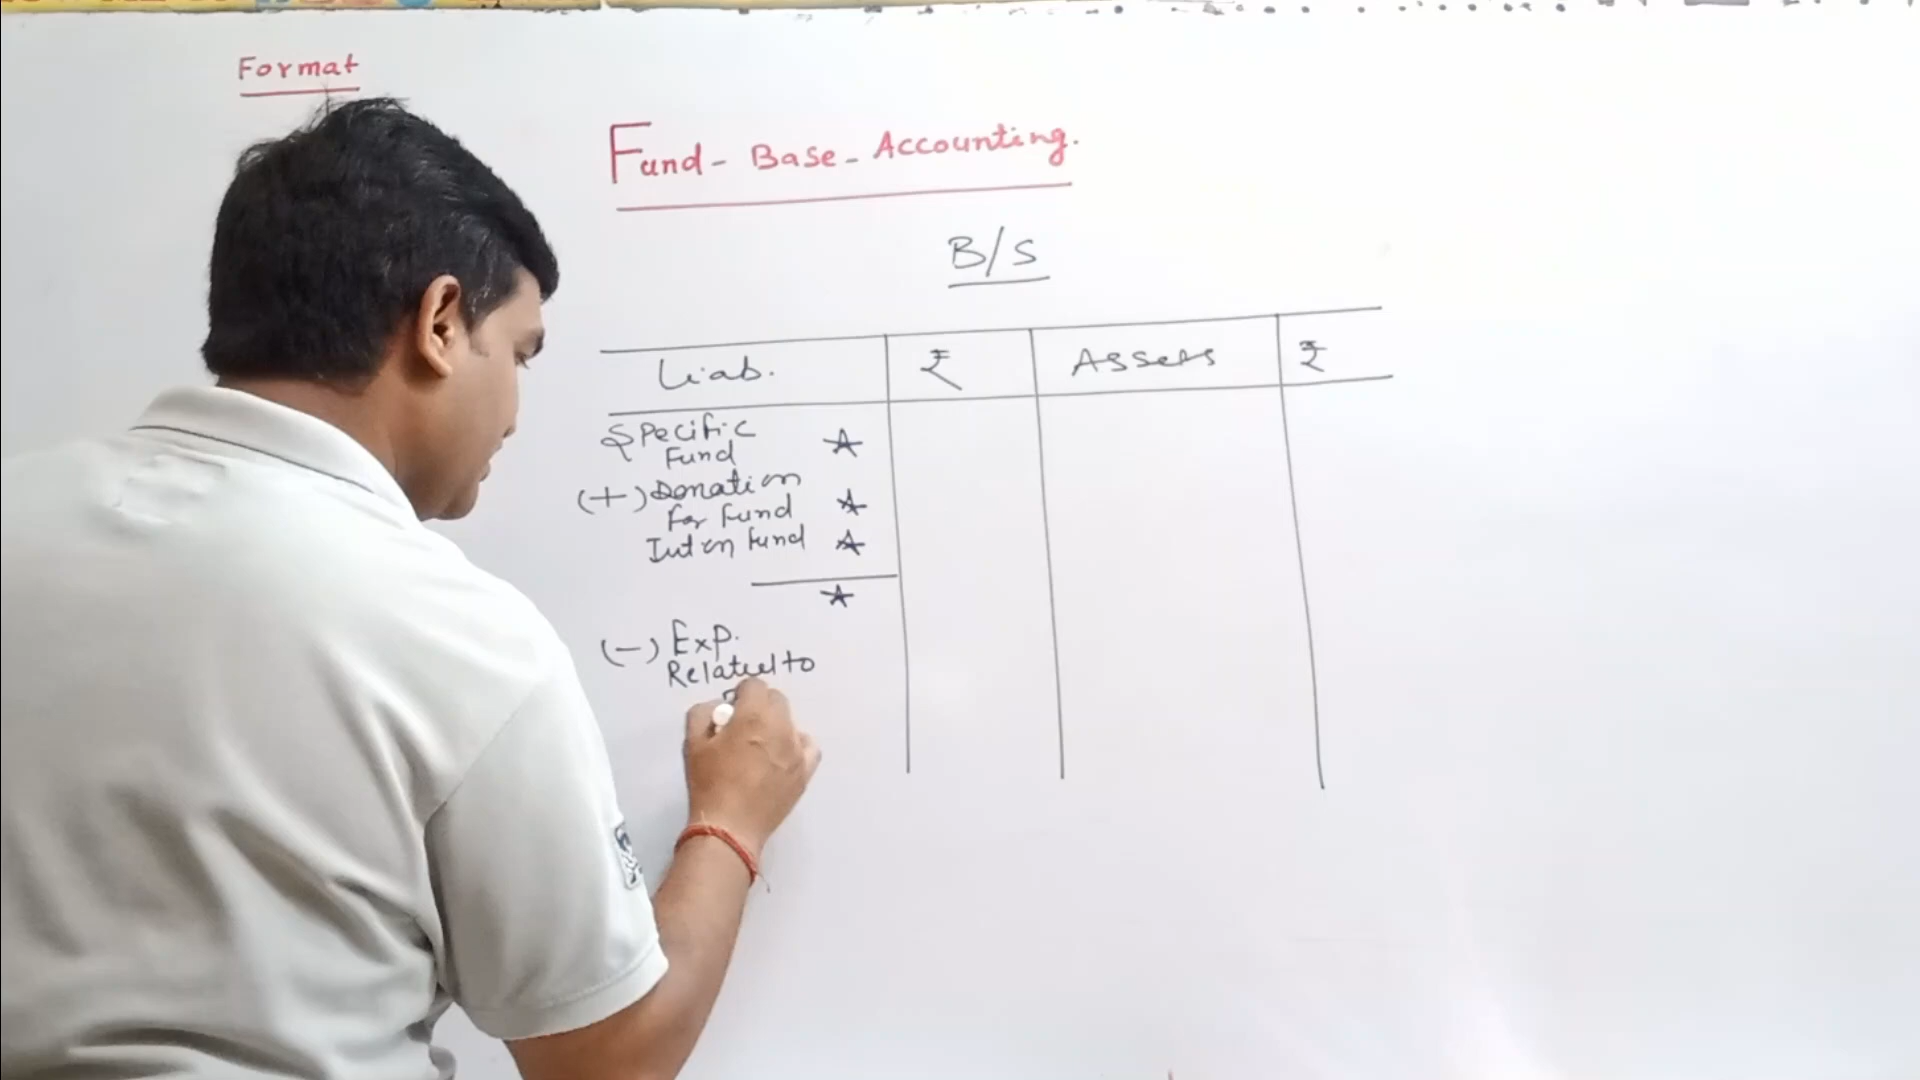 Format
Fund - Base - Accounting.
B/S
Liab. ₹ Assets ₹
Specific
Fund
(+) Donation
for Fund
Int on Fund
(-) Exp.
Related to